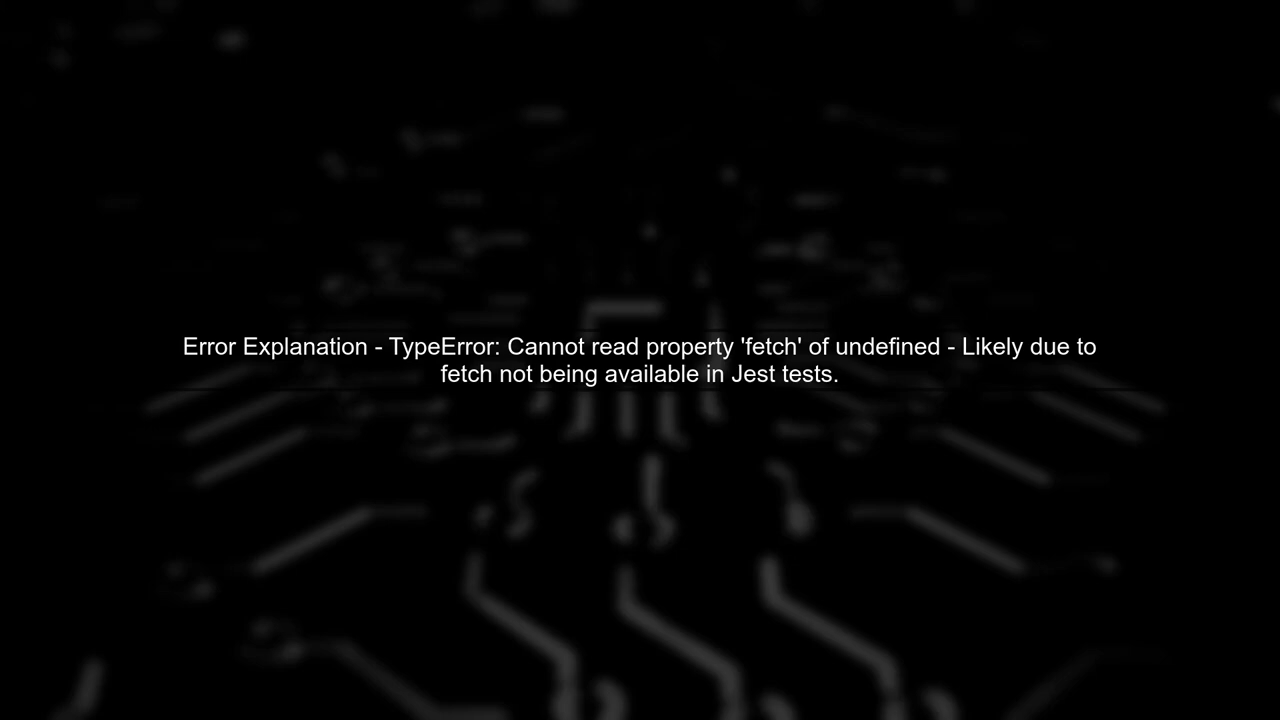 Error Explanation - TypeError: Cannot read property 'fetch' of undefined - Likely due to
fetch not being available in Jest tests.